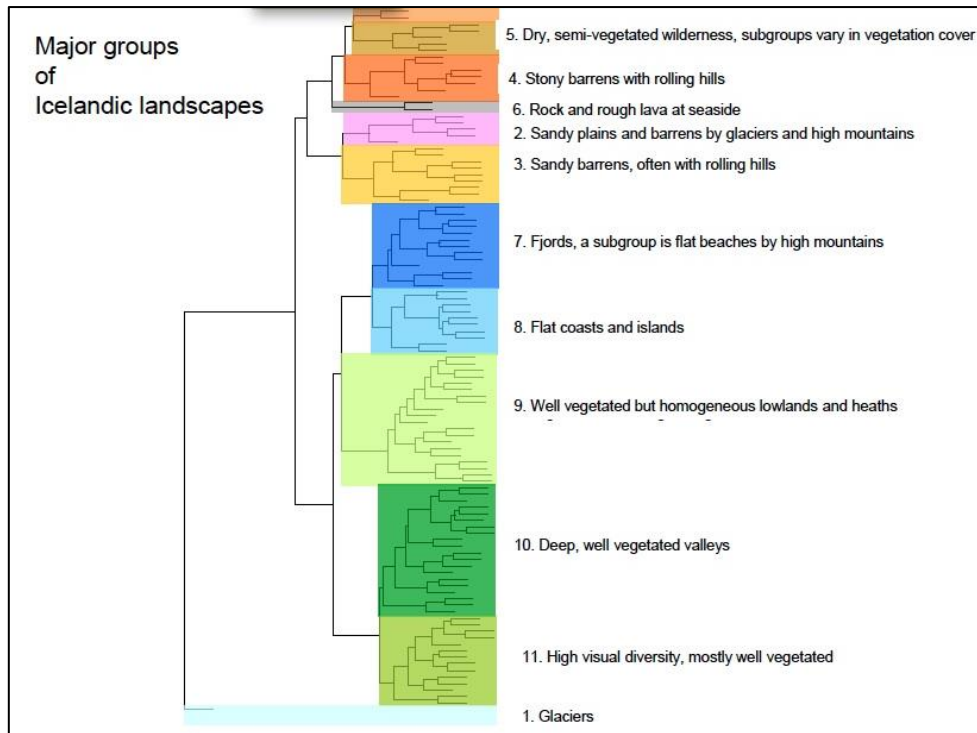 Major groups
of
Icelandic landscapes
5. Dry, semi-vegetated wilderness, subgroups vary in vegetation cover
4. Stony barrens with rolling hills
6. Rock and rough lava at seaside
2. Sandy plains and barrens by glaciers and high mountains
3. Sandy barrens, often with rolling hills
7. Fjords, a subgroup is flat beaches by high mountains
8. Flat coasts and islands
9. Well vegetated but homogeneous lowlands and heaths
10. Deep, well vegetated valleys
11. High visual diversity, mostly well vegetated
1. Glaciers